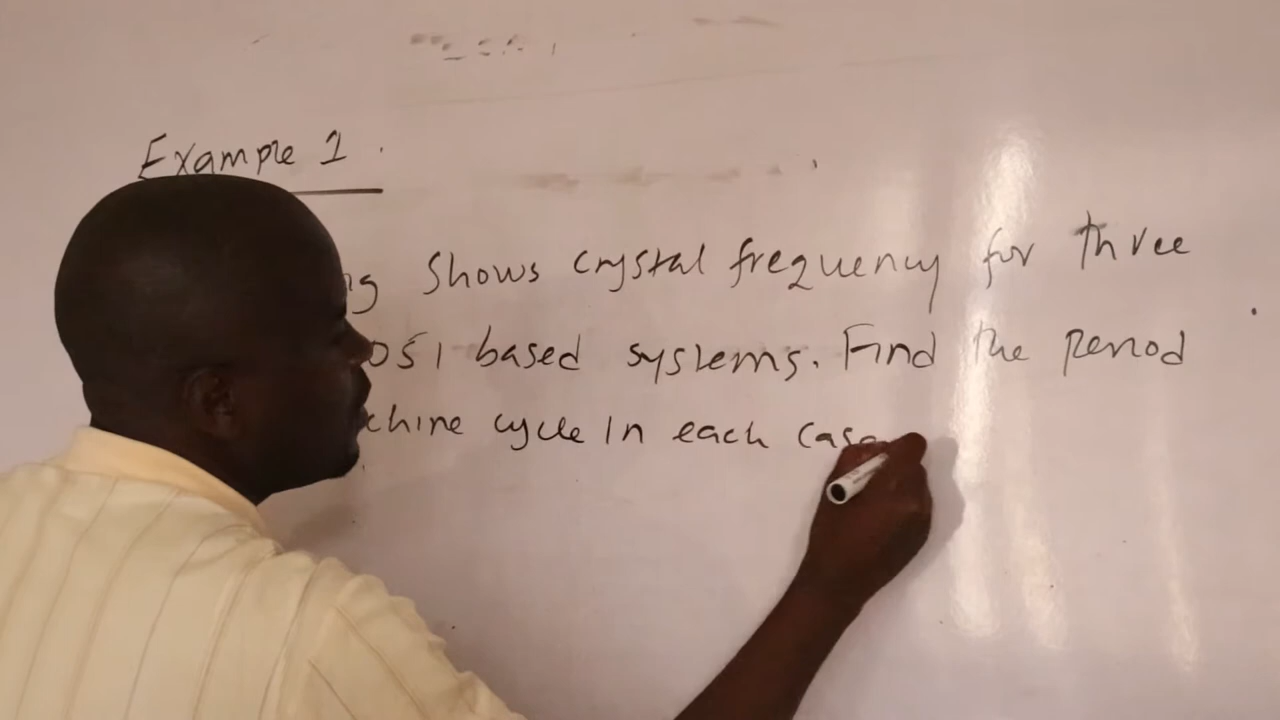 Example 1.
Shows crystal frequency for three
051 based systems. Find the period
chine cycle in each case